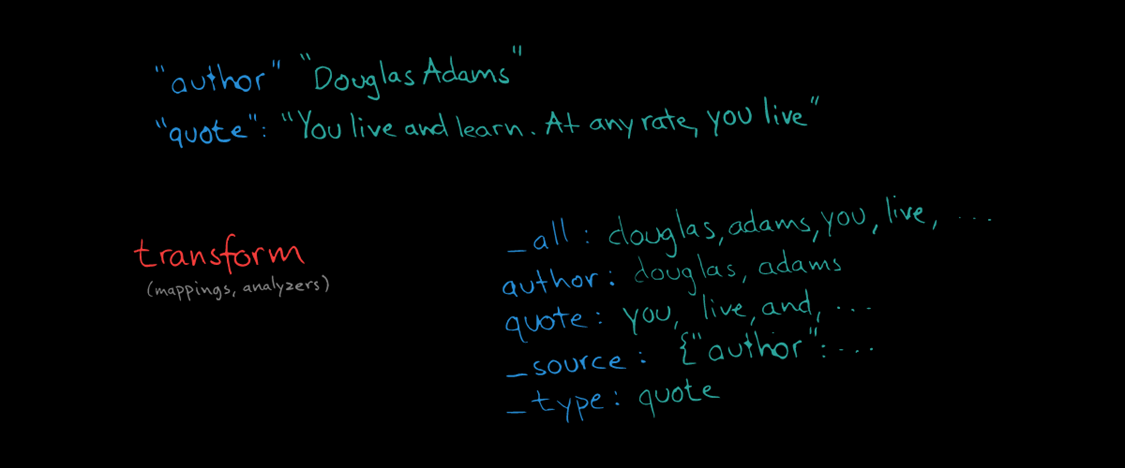 "author" "Douglas Adams"
"quote": "You live and learn. At any rate, you live"
transform
(mappings, analyzers)
_all: douglas, adams, you, live, ...
author: douglas, adams
quote: you, live, and, ...
_source: {"author": ...
_type: quote